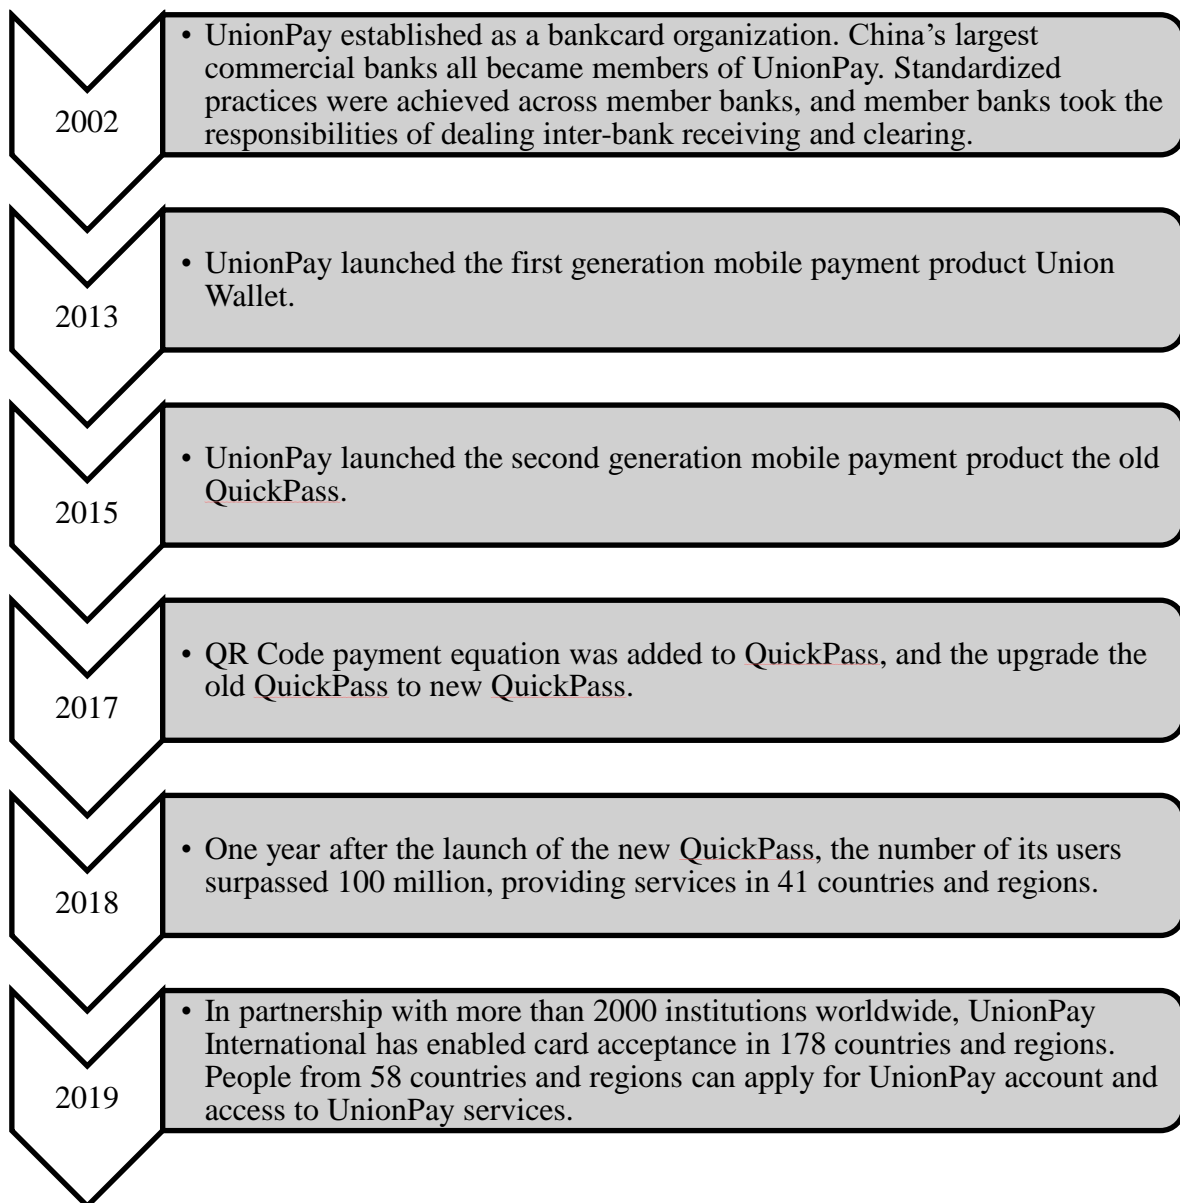 2002
• UnionPay established as a bankcard organization. China’s largest
commercial banks all became members of UnionPay. Standardized
practices were achieved across member banks, and member banks took the
responsibilities of dealing inter-bank receiving and clearing.
2013
• UnionPay launched the first generation mobile payment product Union
Wallet.
2015
• UnionPay launched the second generation mobile payment product the old
QuickPass.
2017
• QR Code payment equation was added to QuickPass, and the upgrade the
old QuickPass to new QuickPass.
2018
• One year after the launch of the new QuickPass, the number of its users
surpassed 100 million, providing services in 41 countries and regions.
2019
• In partnership with more than 2000 institutions worldwide, UnionPay
International has enabled card acceptance in 178 countries and regions.
People from 58 countries and regions can apply for UnionPay account and
access to UnionPay services.